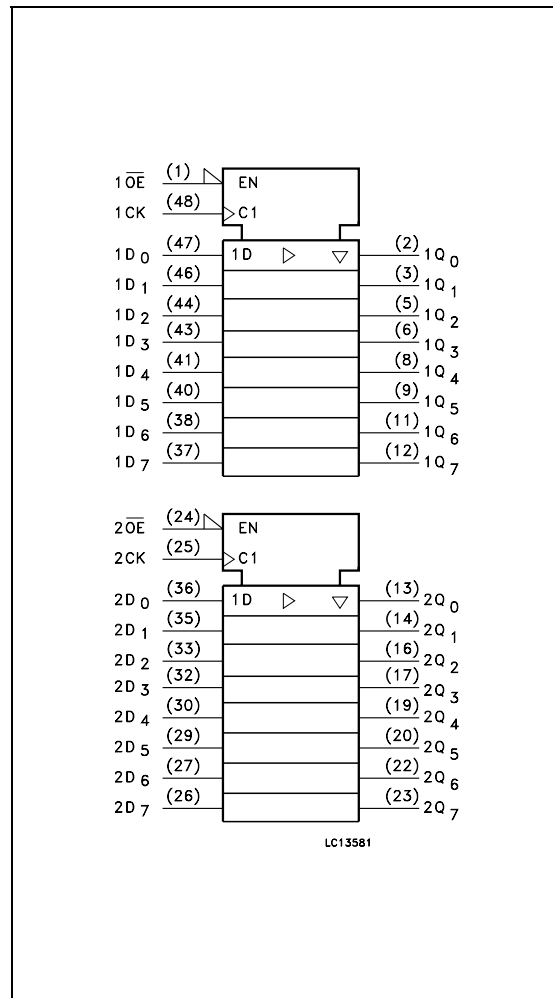 1O̅E̅ (1) EN
1CK (48) C1
1D0 (47) 1D (2) 1Q0
1D1 (46) (3) 1Q1
1D2 (44) (5) 1Q2
1D3 (43) (6) 1Q3
1D4 (41) (8) 1Q4
1D5 (40) (9) 1Q5
1D6 (38) (11) 1Q6
1D7 (37) (12) 1Q7
2O̅E̅ (24) EN
2CK (25) C1
2D0 (36) 1D (13) 2Q0
2D1 (35) (14) 2Q1
2D2 (33) (16) 2Q2
2D3 (32) (17) 2Q3
2D4 (30) (19) 2Q4
2D5 (29) (20) 2Q5
2D6 (27) (22) 2Q6
2D7 (26) (23) 2Q7
LC13581